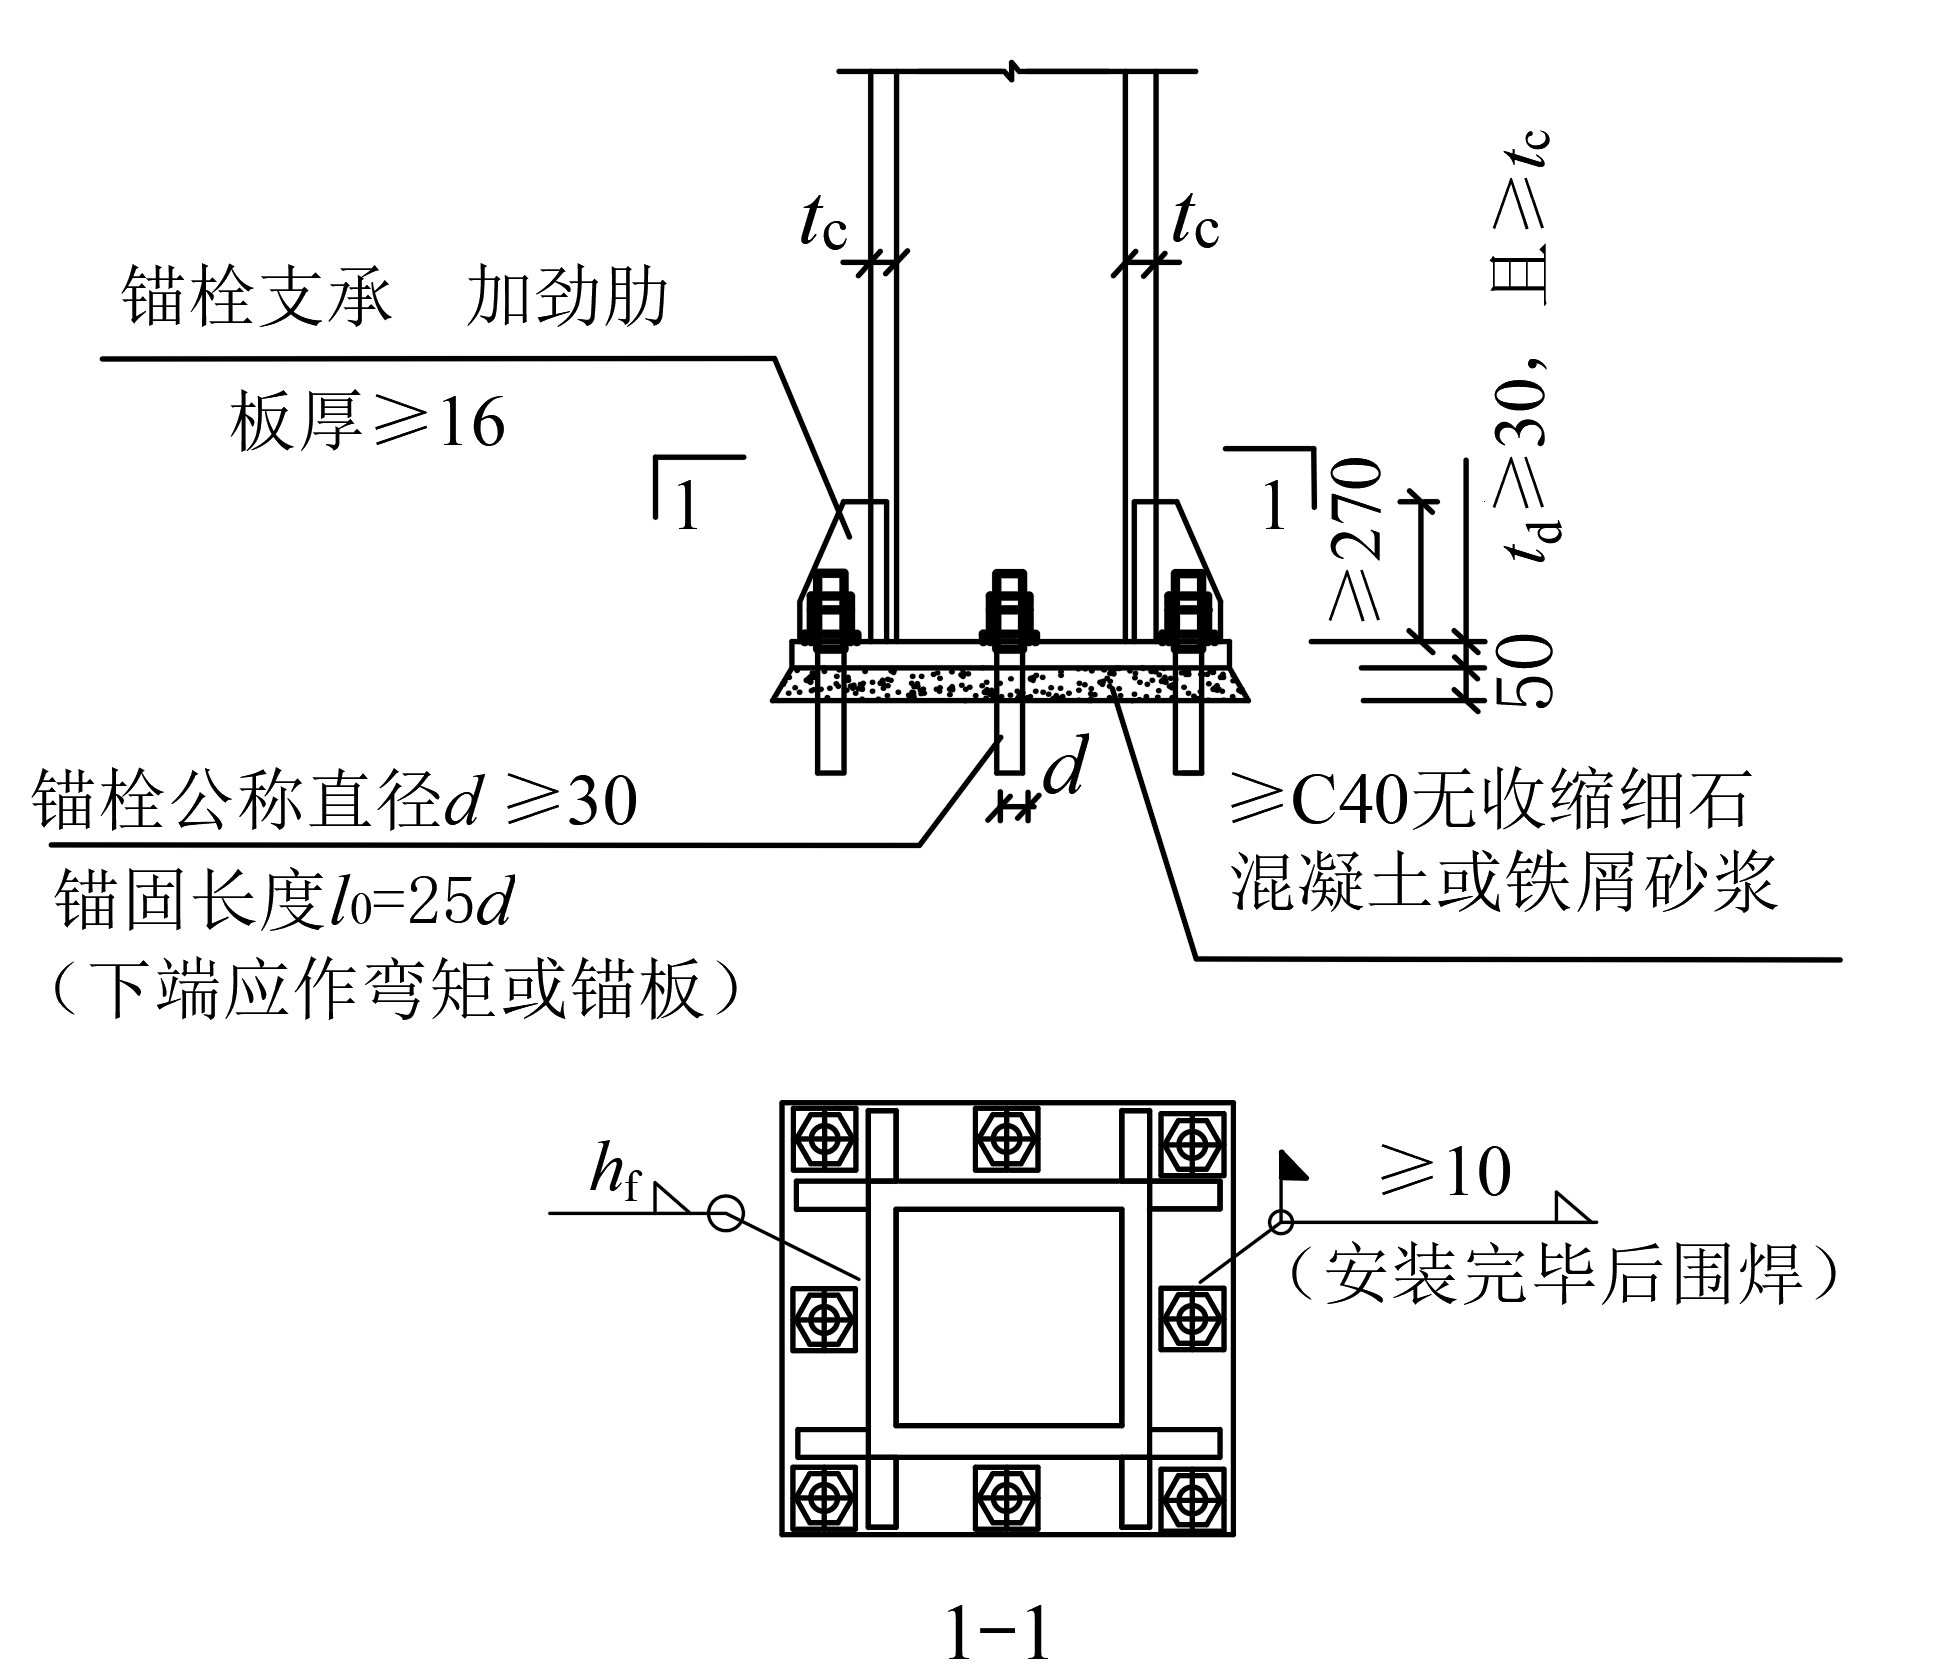 tc
tc
td≥30，且≥tc
锚栓支承 加劲肋
板厚≥16
1
1
≥270
50
d
锚栓公称直径d≥30
锚固长度l0=25d
（下端应作弯矩或锚板）
≥C40无收缩细石
混凝土或铁屑砂浆
hf
≥10
（安装完毕后围焊）
1-1